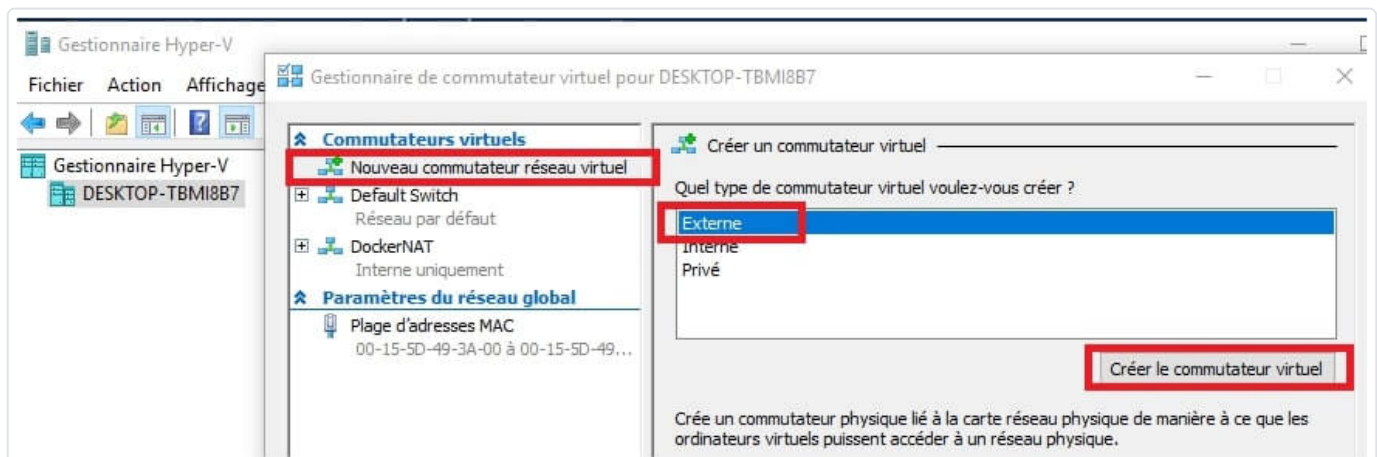 Gestionnaire Hyper-V
Fichier Action Affichage
Gestionnaire Hyper-V
DESKTOP-TBMI8B7
Gestionnaire de commutateur virtuel pour DESKTOP-TBMI8B7
Commutateurs virtuels
Nouveau commutateur réseau virtuel
Default Switch
Réseau par défaut
DockerNAT
Interne uniquement
Paramètres du réseau global
Plage d'adresses MAC
00-15-5D-49-3A-00 à 00-15-5D-49...
Créer un commutateur virtuel
Quel type de commutateur virtuel voulez-vous créer ?
Externe
Interne
Privé
Créer le commutateur virtuel
Crée un commutateur physique lié à la carte réseau physique de manière à ce que les
ordinateurs virtuels puissent accéder à un réseau physique.